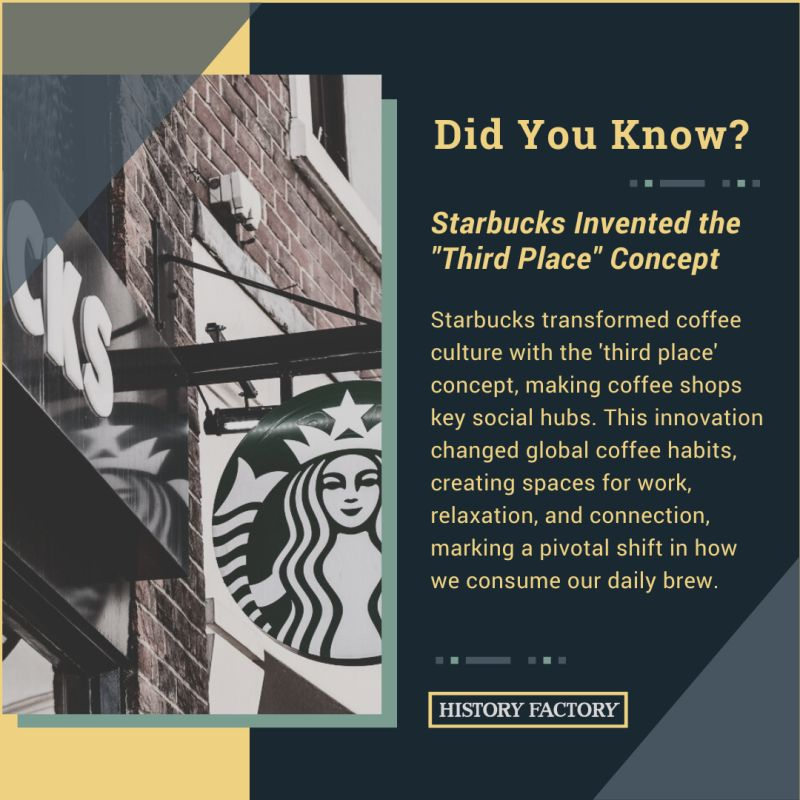 Did You Know?
Starbucks Invented the
"Third Place" Concept
Starbucks transformed coffee
culture with the 'third place'
concept, making coffee shops
key social hubs. This innovation
changed global coffee habits,
creating spaces for work,
relaxation, and connection,
marking a pivotal shift in how
we consume our daily brew.
HISTORY FACTORY
CKS